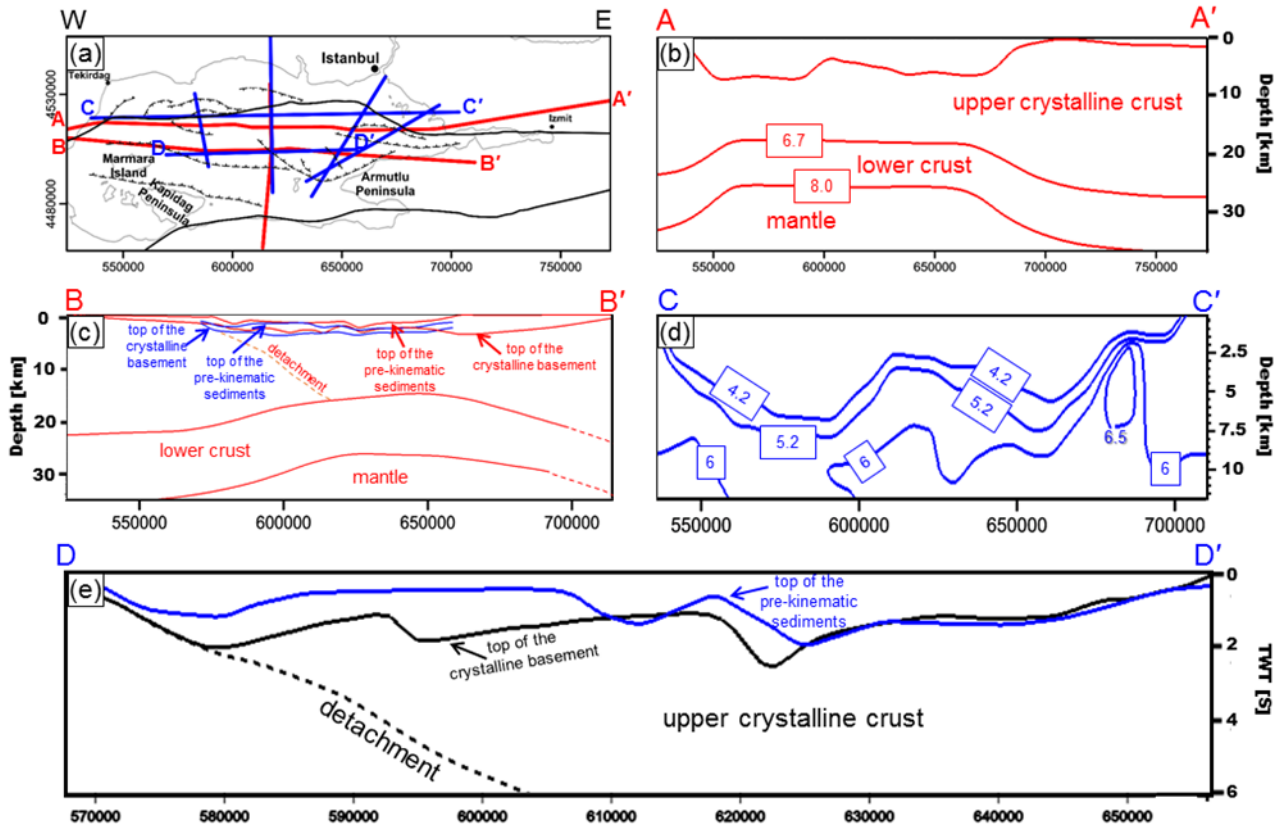 W
E
(a)
Istanbul
Tekirdag
4530000
4480000
C
C′
A
A′
B
B′
D
D′
Izmit
Marmara
Island
Kapidag
Peninsula
Armutlu
Peninsula
550000 600000 650000 700000 750000
A
A′
(b)
upper crystalline crust
6.7
lower crust
8.0
mantle
0
10
20
30
Depth [km]
550000 600000 650000 700000 750000
B
B′
(c)
top of the
crystalline
basement
top of the
pre-kinematic
sediments
detachment
top of the
pre-kinematic
sediments
top of the
crystalline basement
lower crust
mantle
0
10
20
30
Depth [km]
550000 600000 650000 700000
C
C′
(d)
4.2
5.2
4.2
5.2
6
6
6.5
6
2.5
5
7.5
10
Depth [km]
550000 600000 650000 700000
D
D′
(e)
top of the
pre-kinematic
sediments
top of the
crystalline basement
detachment
upper crystalline crust
0
2
4
6
TWT [S]
570000 580000 590000 600000 610000 620000 630000 640000 650000